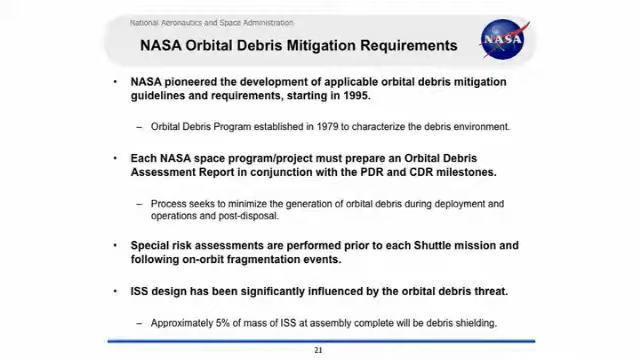 National Aeronautics and Space Administration
NASA Orbital Debris Mitigation Requirements
NASA
• NASA pioneered the development of applicable orbital debris mitigation
guidelines and requirements, starting in 1995.
– Orbital Debris Program established in 1979 to characterize the debris environment.
• Each NASA space program/project must prepare an Orbital Debris
Assessment Report in conjunction with the PDR and CDR milestones.
– Process seeks to minimize the generation of orbital debris during deployment and
operations and post-disposal.
• Special risk assessments are performed prior to each Shuttle mission and
following on-orbit fragmentation events.
• ISS design has been significantly influenced by the orbital debris threat.
– Approximately 5% of mass of ISS at assembly complete will be debris shielding.
21